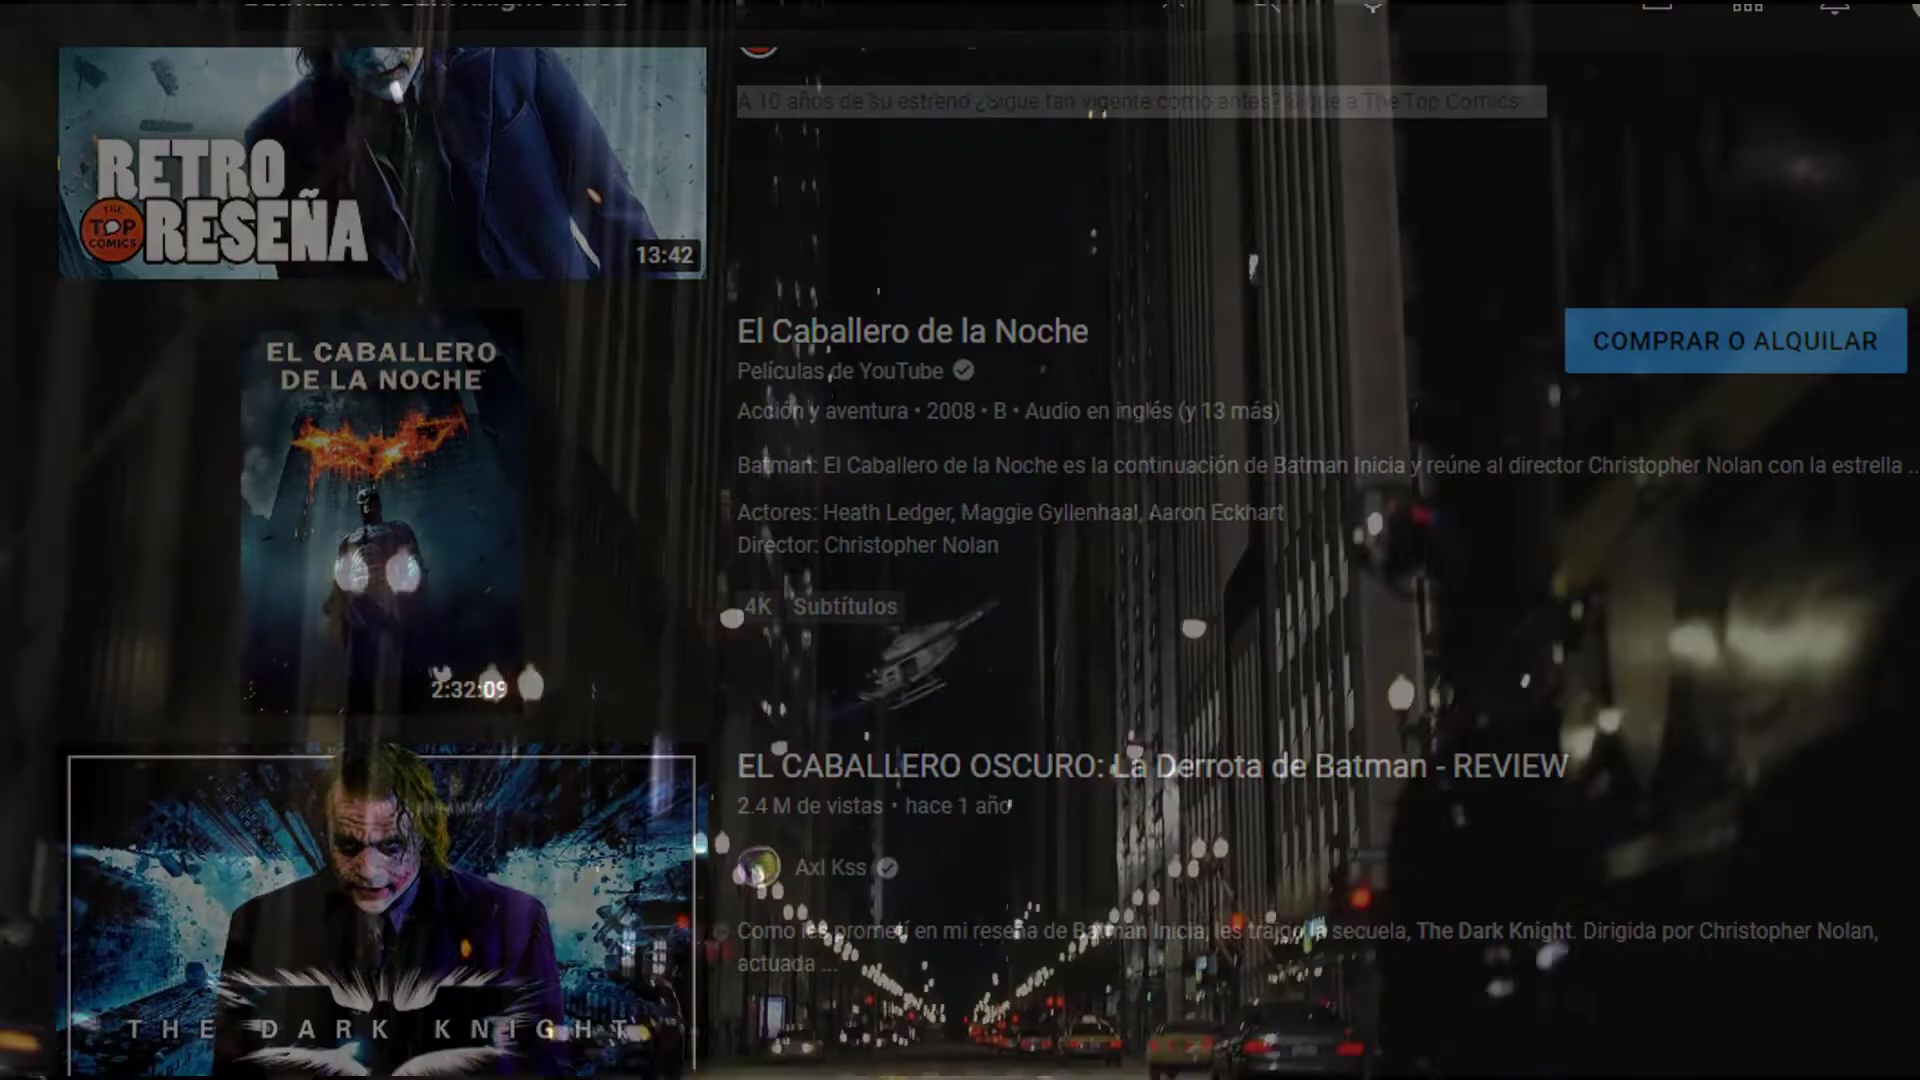 A 10 años de su estreno ¿Sigue tan vigente como antes? a The Top Comics
RETRO
RESEÑA
THE
TOP
COMICS
13:42
EL CABALLERO
DE LA NOCHE
2:32:09
El Caballero de la Noche
Películas de YouTube
Acción y aventura • 2008 • B • Audio en inglés (y 13 más)
Batman: El Caballero de la Noche es la continuación de Batman Inicia y reúne al director Christopher Nolan con la estrella ...
Actores: Heath Ledger, Maggie Gyllenhaal, Aaron Eckhart
Director: Christopher Nolan
4K Subtítulos
COMPRAR O ALQUILAR
THE DARK KNIGHT
EL CABALLERO OSCURO: La Derrota de Batman - REVIEW
2.4 M de vistas • hace 1 año
Axl Kss
Como les prometí en mi reseña de Batman Inicia, les traigo la secuela, The Dark Knight. Dirigida por Christopher Nolan,
actuada ...